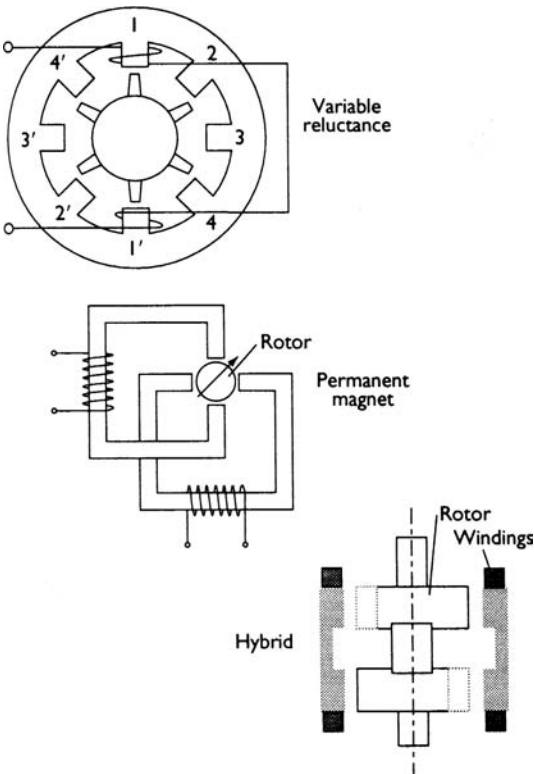 1
4′
2
Variable
reluctance
3′
3
2′
4
1′
Rotor
Permanent
magnet
Rotor
Windings
Hybrid